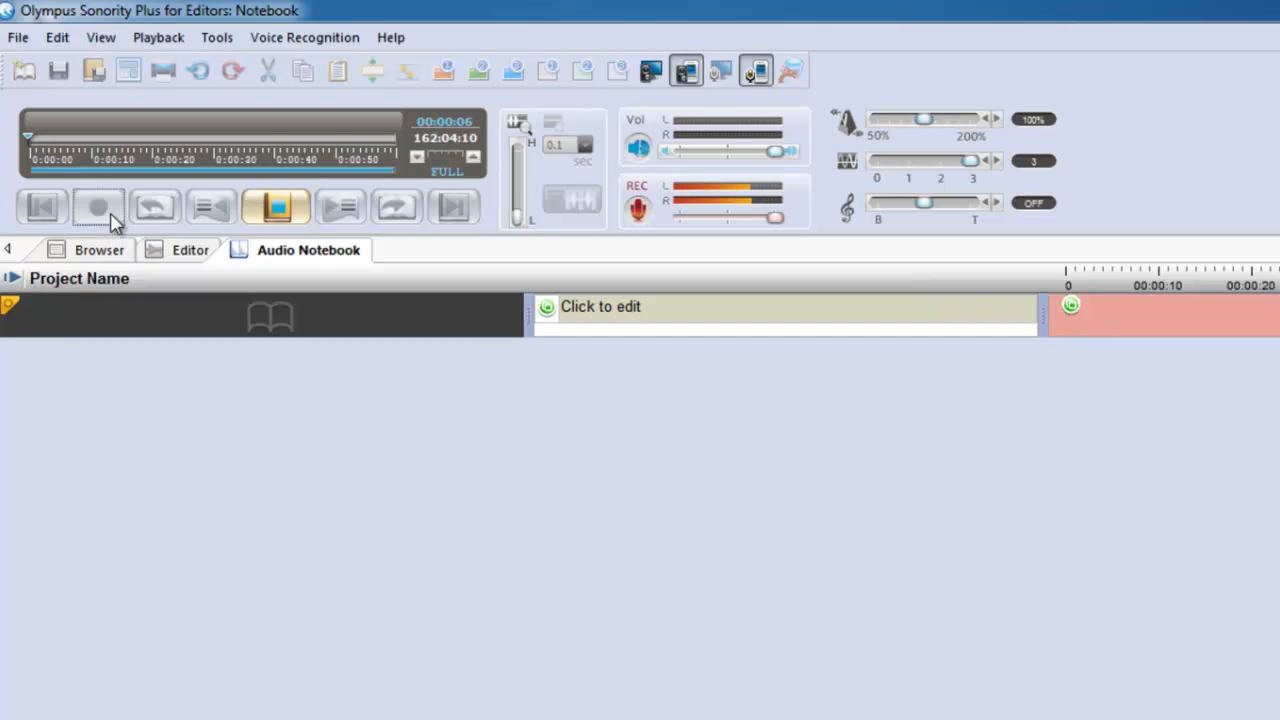 Olympus Sonority Plus for Editors: Notebook
File Edit View Playback Tools Voice Recognition Help
00:00:06
162:04:10
0:00:00 0:00:10 0:00:20 0:00:30 0:00:40 0:00:50
FULL
H
0.1
sec
L
Vol L
R
REC L
R
100%
50% 200%
3
0 1 2 3
OFF
B T
Browser Editor Audio Notebook
Project Name
0 00:00:10 00:00:20
Click to edit